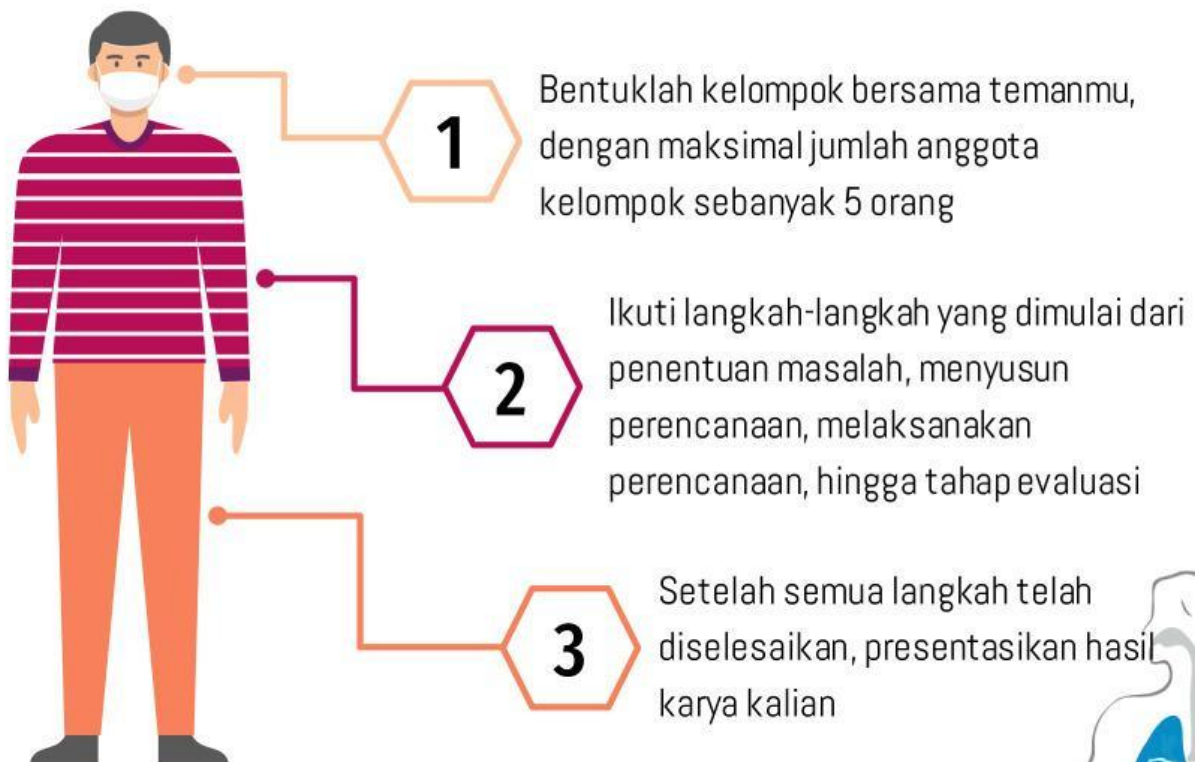 1
Bentuklah kelompok bersama temanmu,
dengan maksimal jumlah anggota
kelompok sebanyak 5 orang
2
Ikuti langkah-langkah yang dimulai dari
penentuan masalah, menyusun
perencanaan, melaksanakan
perencanaan, hingga tahap evaluasi
3
Setelah semua langkah telah
diselesaikan, presentasikan hasil
karya kalian